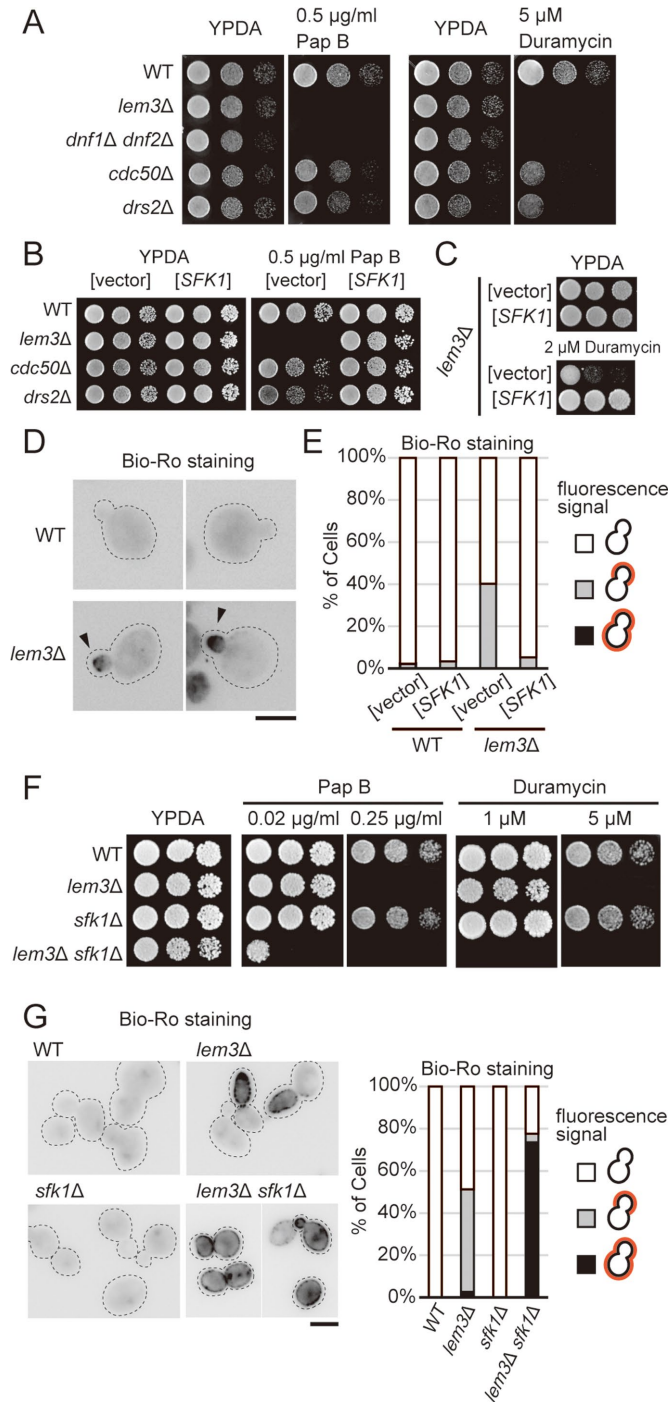 A
YPDA
0.5 µg/ml
Pap B
YPDA
5 µM
Duramycin
WT
lem3Δ
dnf1Δ dnf2Δ
cdc50Δ
drs2Δ
B
YPDA
0.5 µg/ml Pap B
[vector] [SFK1] [vector] [SFK1]
WT
lem3Δ
cdc50Δ
drs2Δ
C
YPDA
[vector]
[SFK1]
lem3Δ
2 µM Duramycin
[vector]
[SFK1]
D
Bio-Ro staining
WT
lem3Δ
E
Bio-Ro staining
100%
80%
60%
40%
20%
0%
% of Cells
[vector]
[SFK1]
[vector]
[SFK1]
WT
lem3Δ
fluorescence
signal
F
Pap B
Duramycin
YPDA
0.02 µg/ml
0.25 µg/ml
1 µM
5 µM
WT
lem3Δ
sfk1Δ
lem3Δ sfk1Δ
G
Bio-Ro staining
WT
lem3Δ
sfk1Δ
lem3Δ sfk1Δ
Bio-Ro staining
100%
80%
60%
40%
20%
0%
% of Cells
WT
lem3Δ
sfk1Δ
lem3Δ sfk1Δ
fluorescence
signal